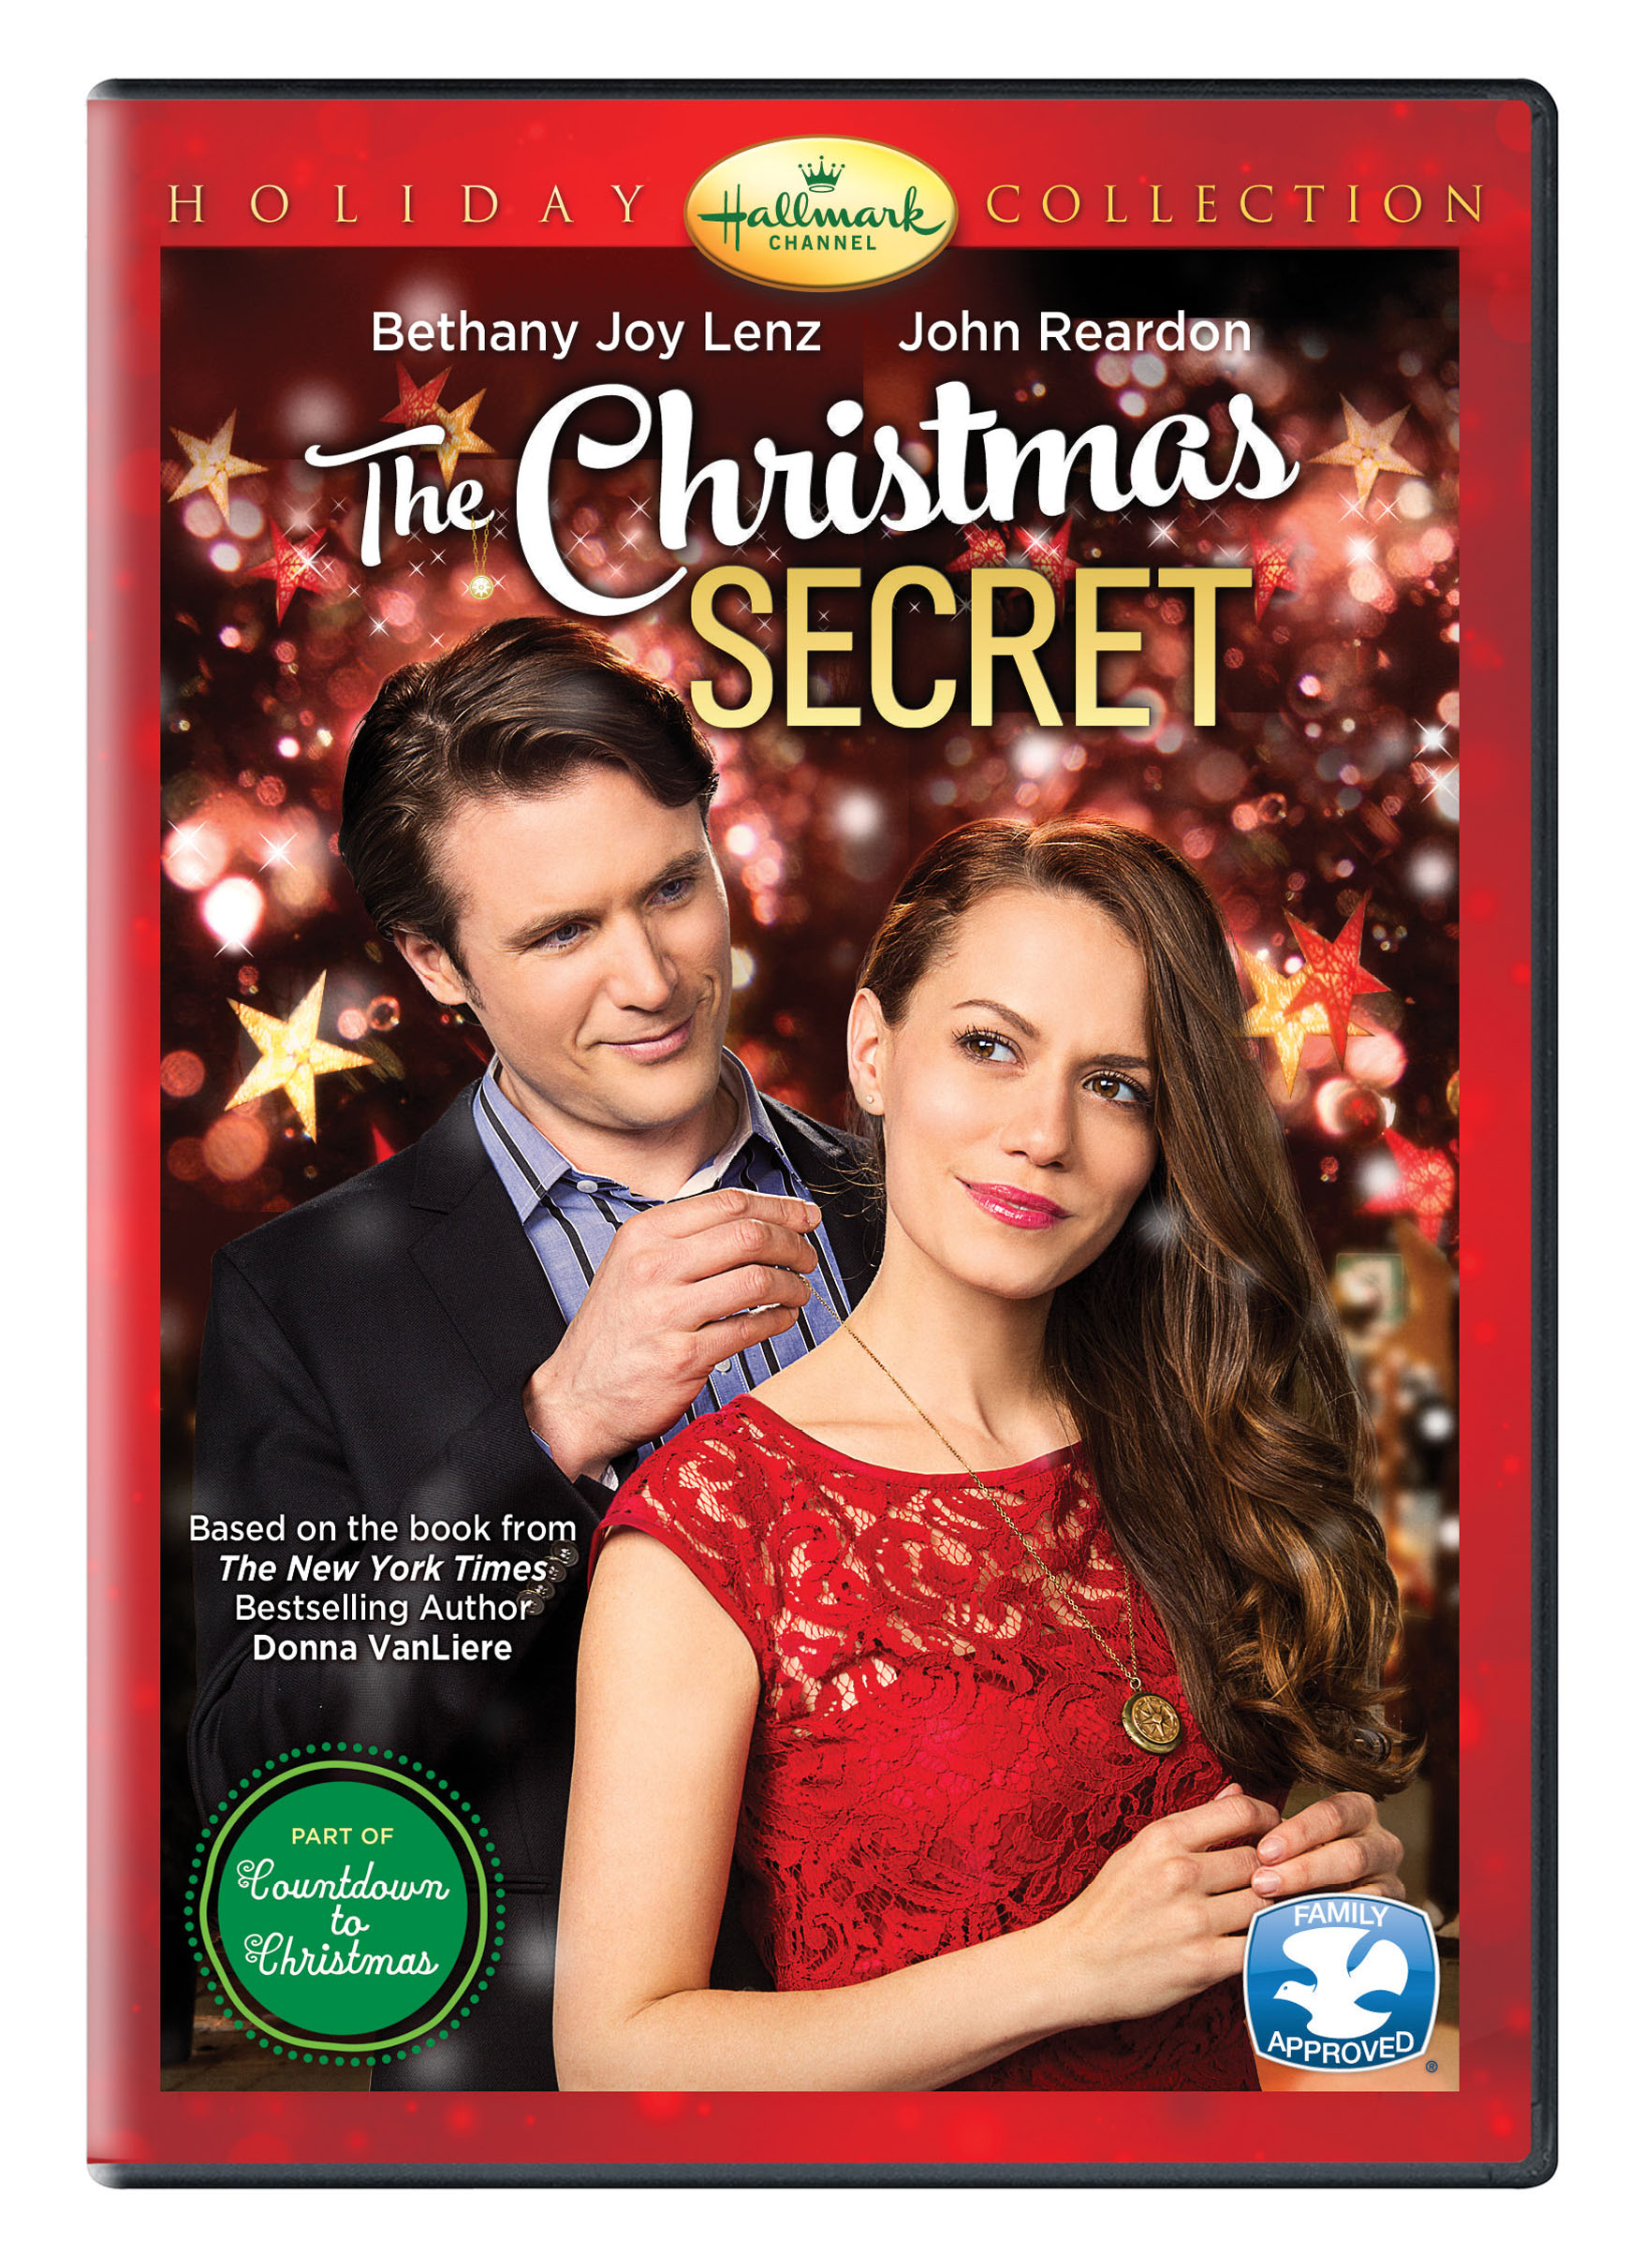 HOLIDAY Hallmark COLLECTION
CHANNEL
Bethany Joy Lenz John Reardon
The Christmas
SECRET
Based on the book from
The New York Times
Bestselling Author
Donna VanLiere
PART OF
Countdown
to
Christmas
FAMILY
APPROVED
®